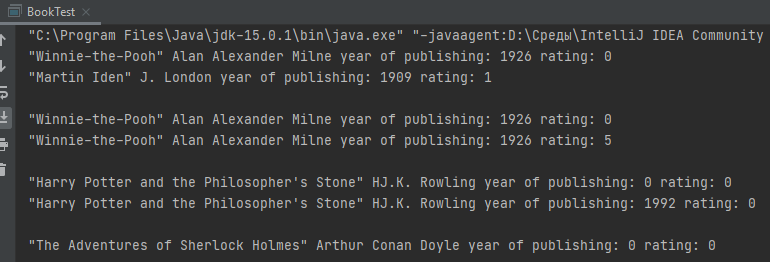 BookTest
"C:\Program Files\Java\jdk-15.0.1\bin\java.exe" "-javaagent:D:\Среды\IntelliJ IDEA Community
"Winnie-the-Pooh" Alan Alexander Milne year of publishing: 1926 rating: 0
"Martin Iden" J. London year of publishing: 1909 rating: 1
"Winnie-the-Pooh" Alan Alexander Milne year of publishing: 1926 rating: 0
"Winnie-the-Pooh" Alan Alexander Milne year of publishing: 1926 rating: 5
"Harry Potter and the Philosopher's Stone" HJ.K. Rowling year of publishing: 0 rating: 0
"Harry Potter and the Philosopher's Stone" HJ.K. Rowling year of publishing: 1992 rating: 0
"The Adventures of Sherlock Holmes" Arthur Conan Doyle year of publishing: 0 rating: 0